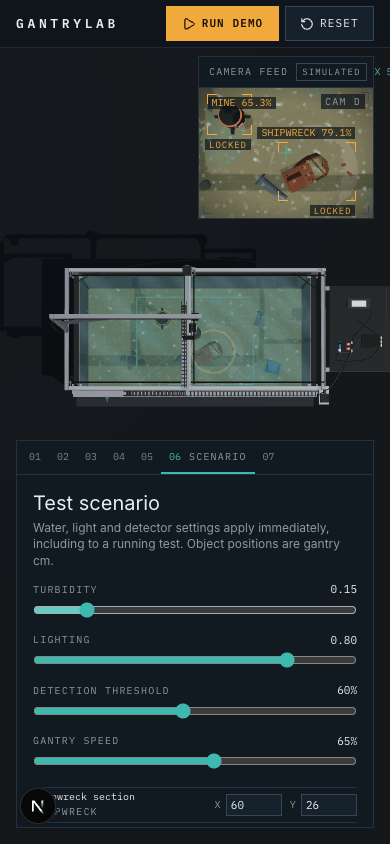 GANTRYLAB
RUN DEMO
RESET
CAMERA FEED
SIMULATED
X 5
MINE 65.3%
CAM D
SHIPWRECK 79.1%
LOCKED
LOCKED
01 02 03 04 05 06 SCENARIO 07
Test scenario
Water, light and detector settings apply immediately,
including to a running test. Object positions are gantry
cm.
TURBIDITY 0.15
LIGHTING 0.80
DETECTION THRESHOLD 60%
GANTRY SPEED 65%
wreck section
X 60 Y 26
PWRECK
N